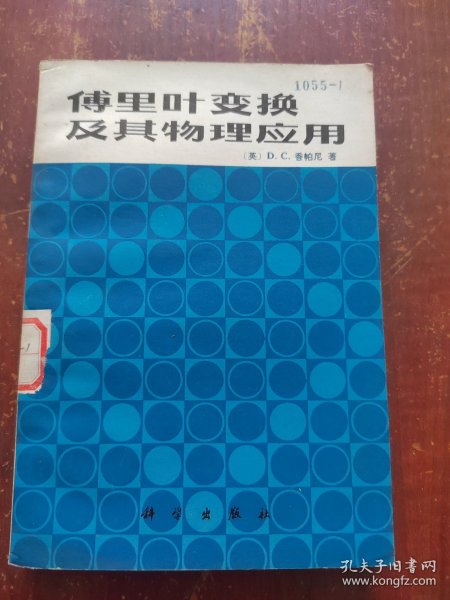 1055-1
傅里叶变换
及其物理应用
〔英〕 D. C. 香帕尼 著
科学出版社
孔夫子旧书网
www.kongfz.com